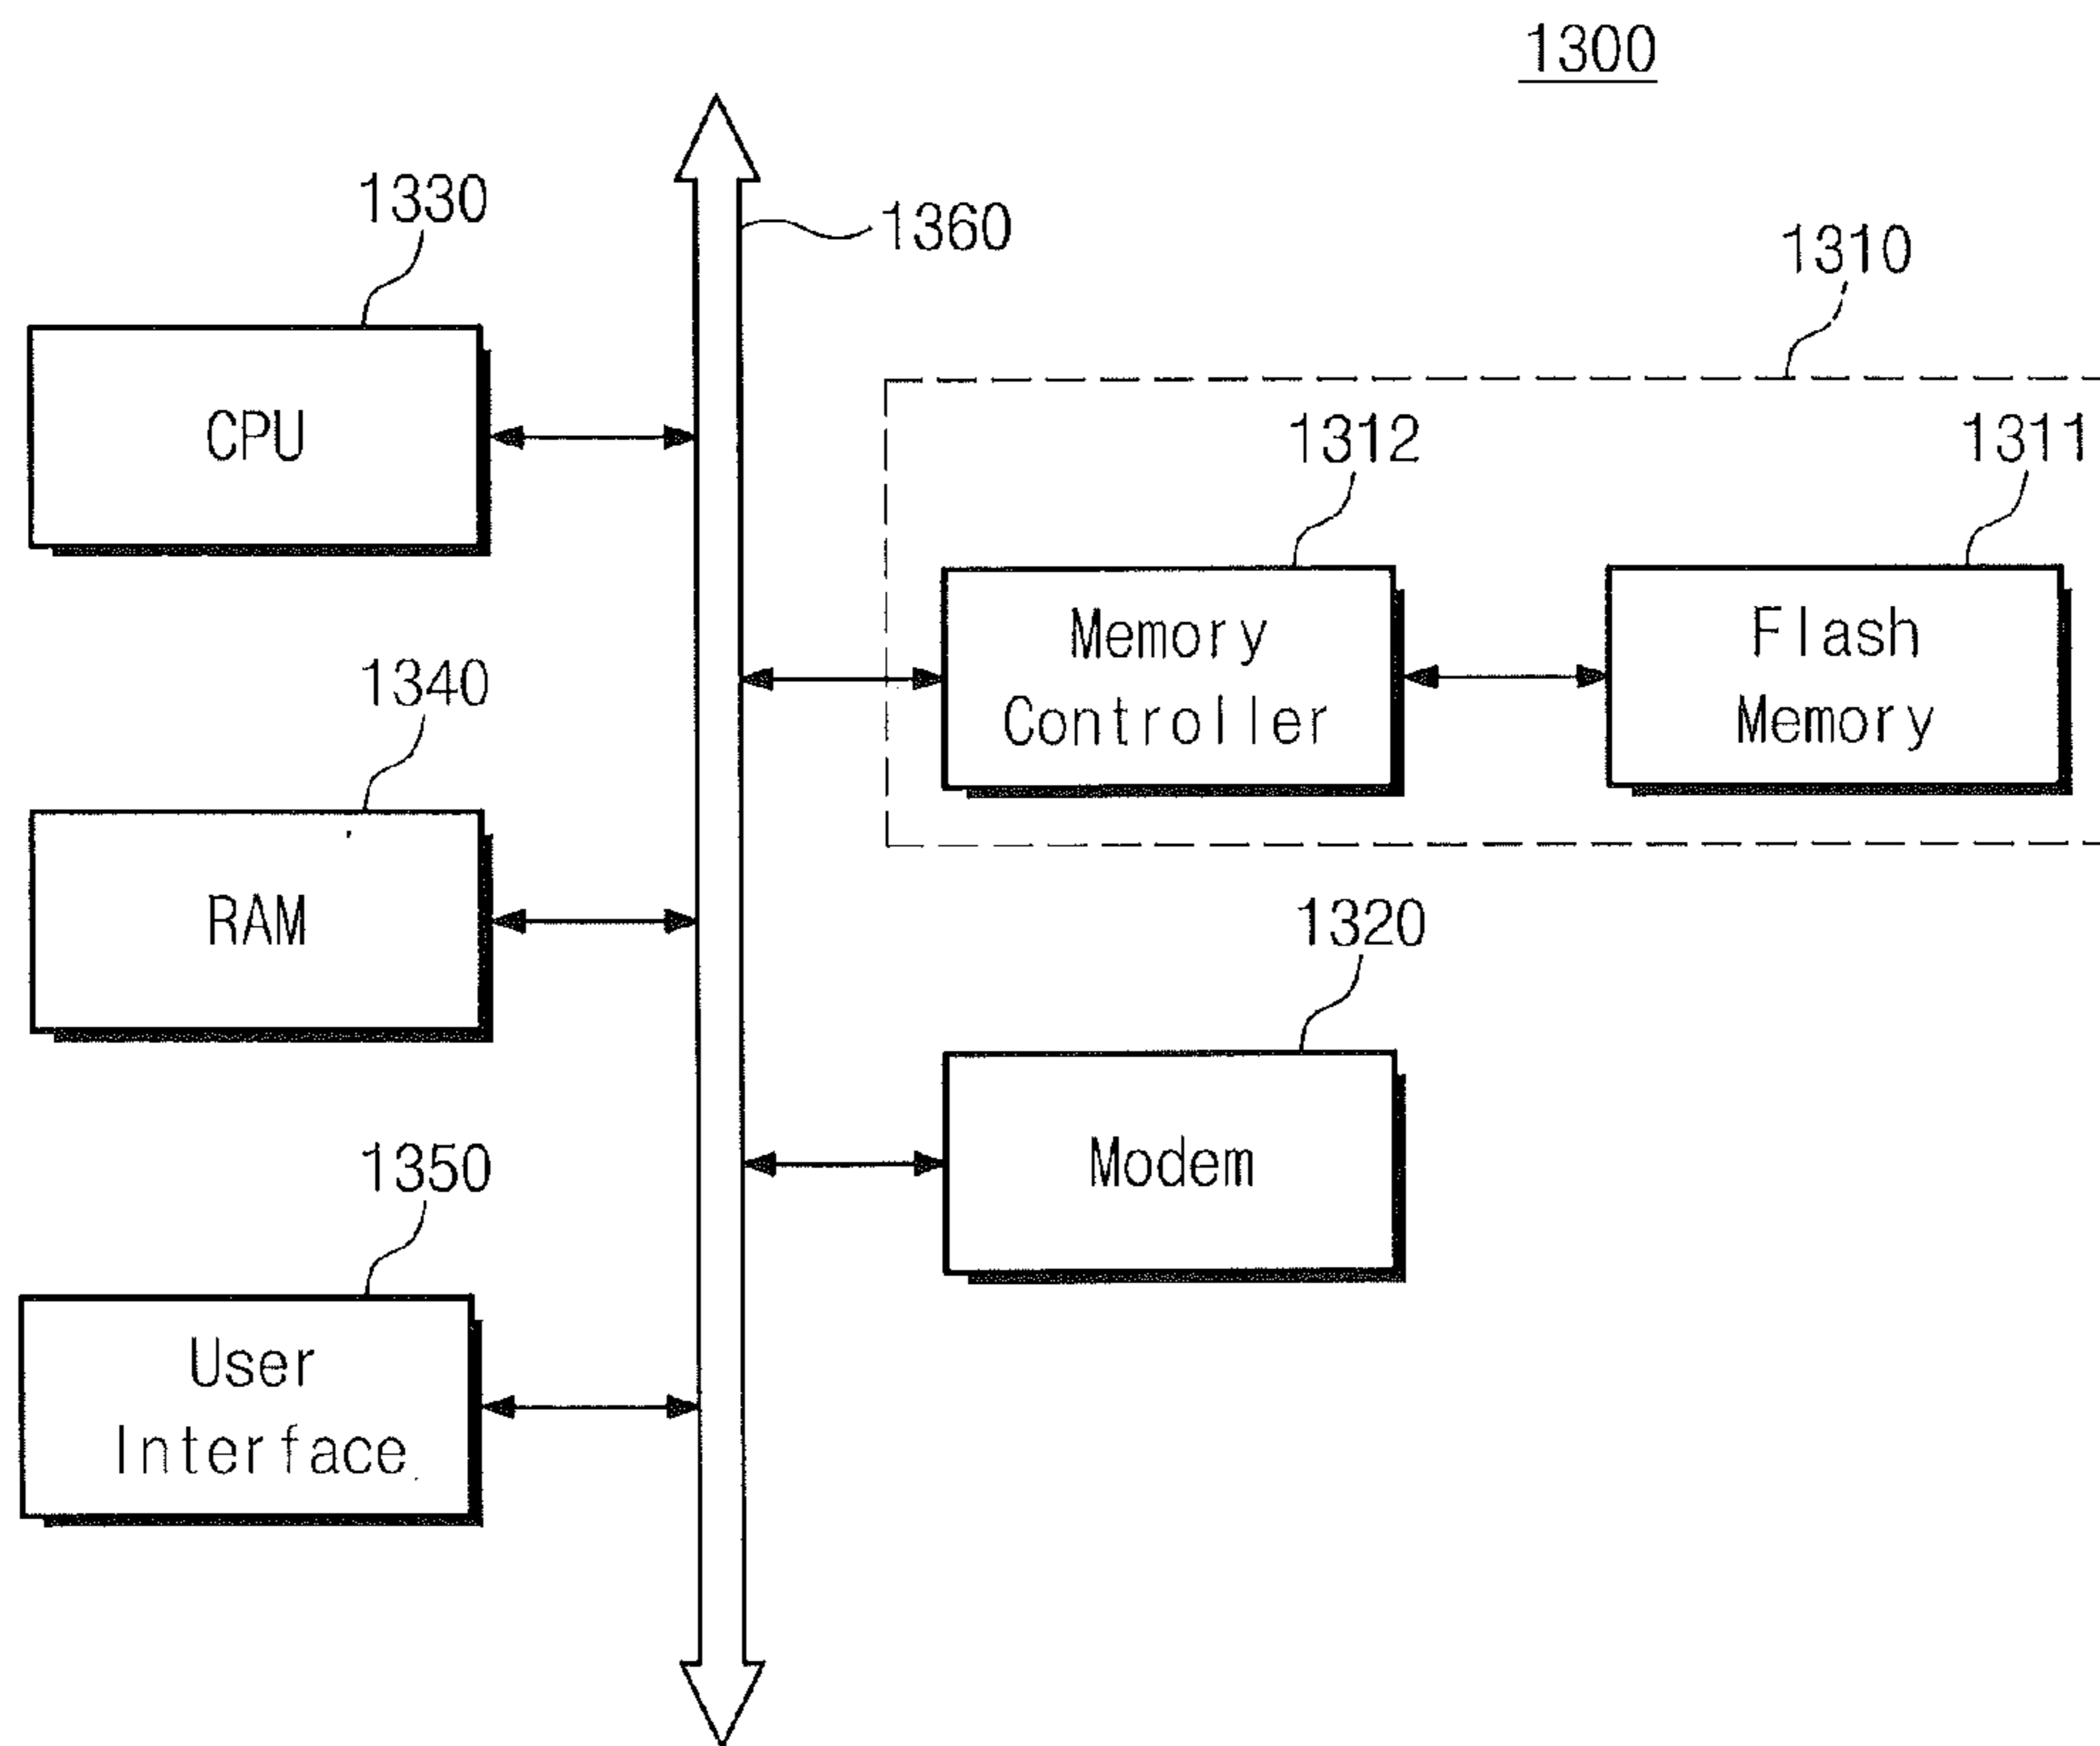 1300
1330
1360
1310
CPU
1312
1311
Memory
Controller
Flash
Memory
1340
RAM
1320
Modem
1350
User
Interface